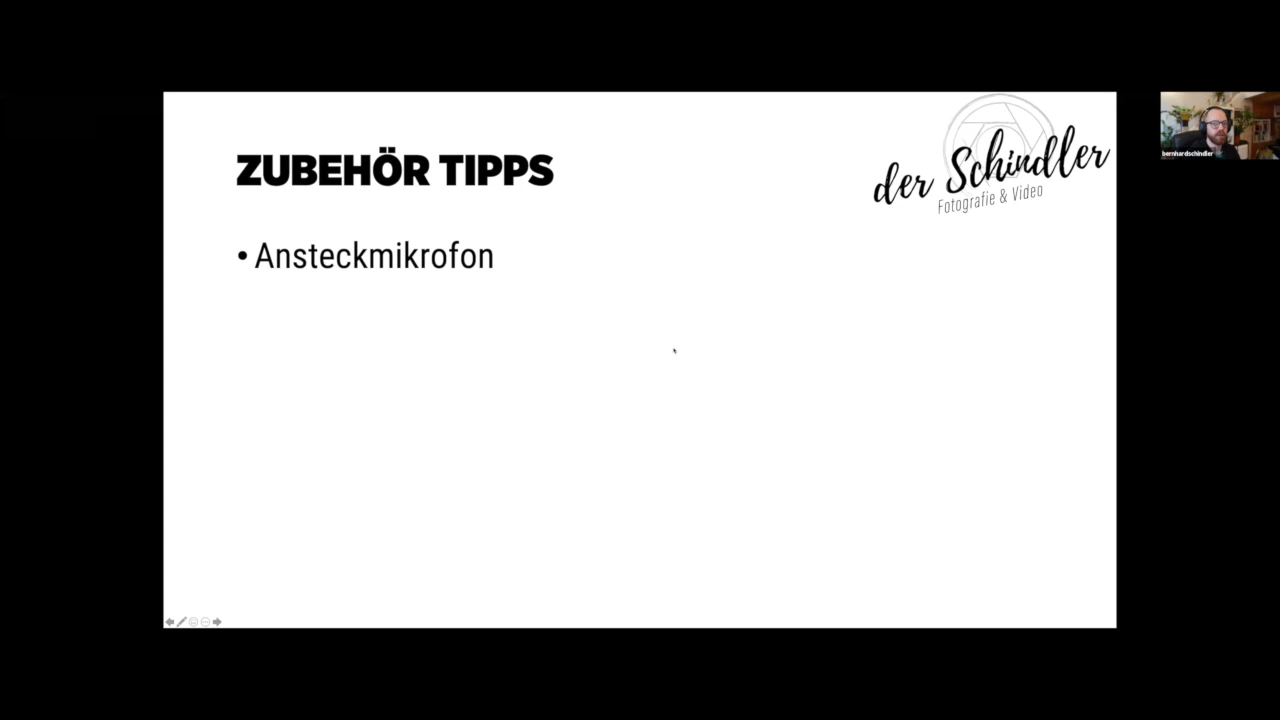 ZUBEHÖR TIPPS
der Schindler
Fotografie & Video
• Ansteckmikrofon
bernhardschindler